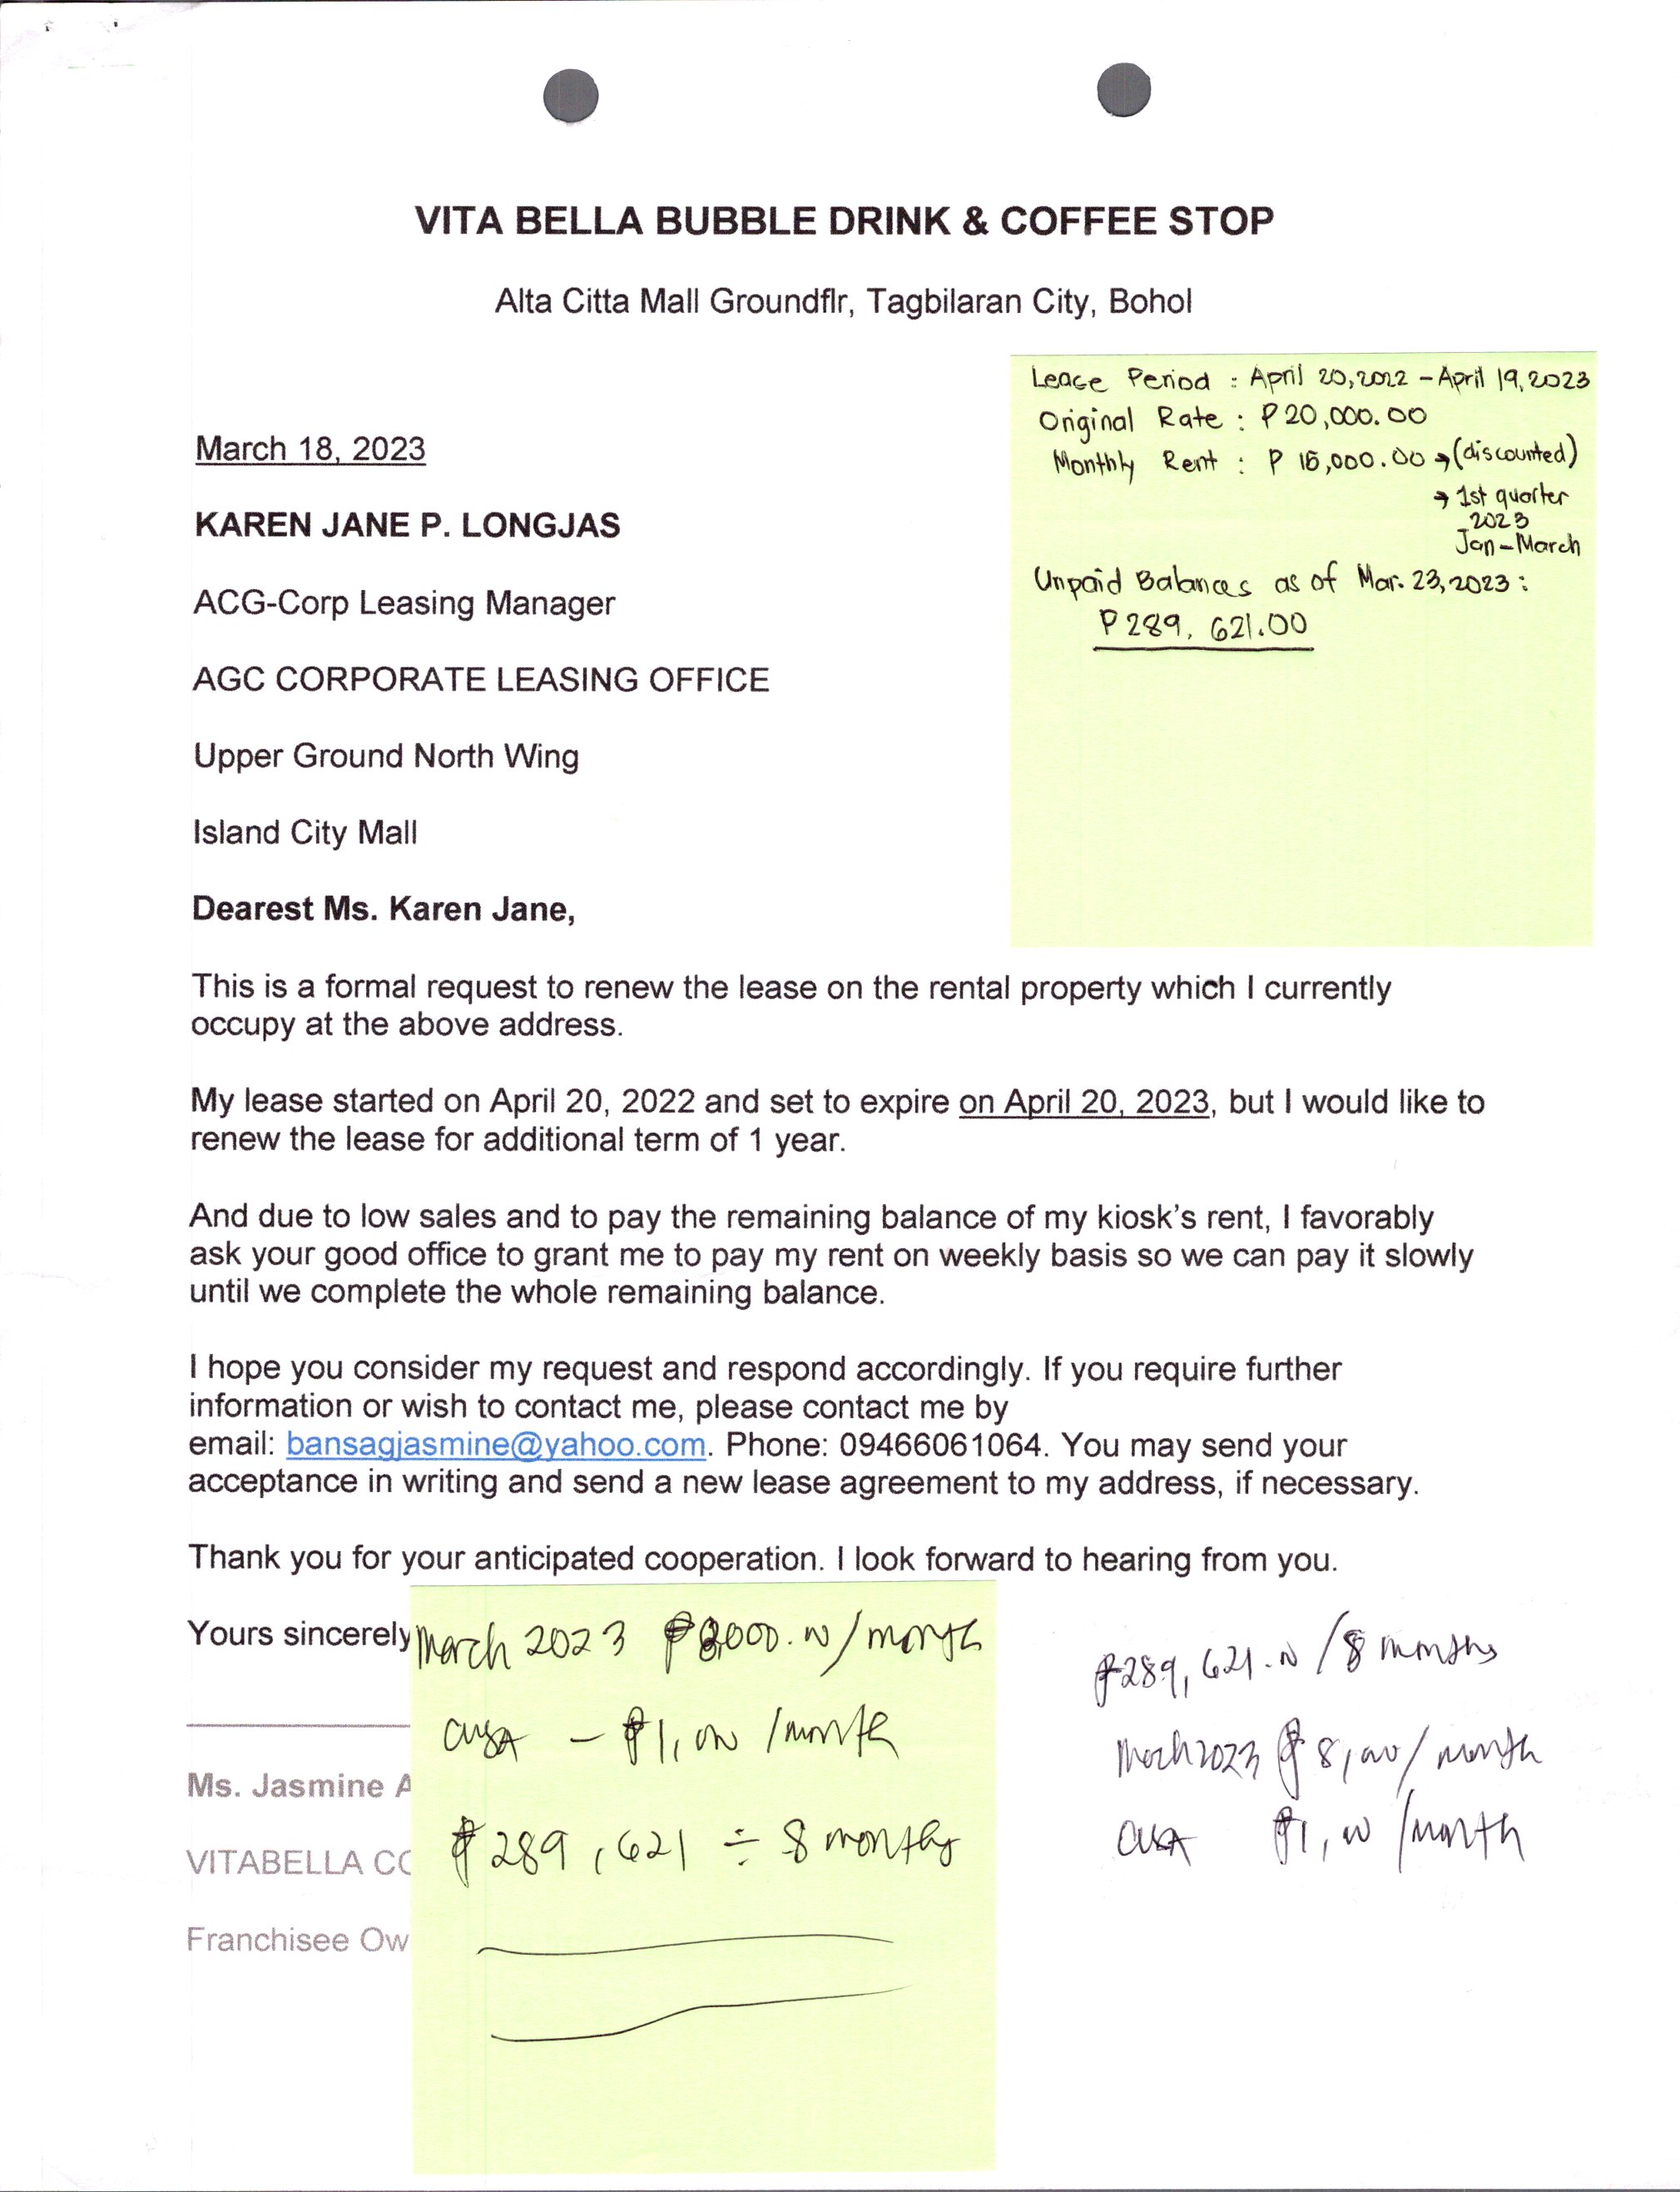 VITA BELLA BUBBLE DRINK & COFFEE STOP
Alta Citta Mall Groundflr, Tagbilaran City, Bohol
Leace Period : April 20, 2022 – April 19, 2023
Original Rate : ₱20,000.00
Monthly Rent : ₱ 15,000.00 → (discounted)
→ 1st quarter
2023
Jan – March
Unpaid Balances as of Mar. 23, 2023 :
₱289, 621.00
March 18, 2023
KAREN JANE P. LONGJAS
ACG-Corp Leasing Manager
AGC CORPORATE LEASING OFFICE
Upper Ground North Wing
Island City Mall
Dearest Ms. Karen Jane,
This is a formal request to renew the lease on the rental property which I currently
occupy at the above address.
My lease started on April 20, 2022 and set to expire on April 20, 2023, but I would like to
renew the lease for additional term of 1 year.
And due to low sales and to pay the remaining balance of my kiosk’s rent, I favorably
ask your good office to grant me to pay my rent on weekly basis so we can pay it slowly
until we complete the whole remaining balance.
I hope you consider my request and respond accordingly. If you require further
information or wish to contact me, please contact me by
email: bansagjasmine@yahoo.com. Phone: 09466061064. You may send your
acceptance in writing and send a new lease agreement to my address, if necessary.
Thank you for your anticipated cooperation. I look forward to hearing from you.
Yours sincerely
Ms. Jasmine A
VITABELLA CO
Franchisee Ow
March 2023 ₱8,000.00/month
CUSA – ₱1,000 /month
₱289,621 ÷ 8 months
₱289,621.00 /8 months
March 2023 ₱8,000/month
CUSA ₱1,000 /month